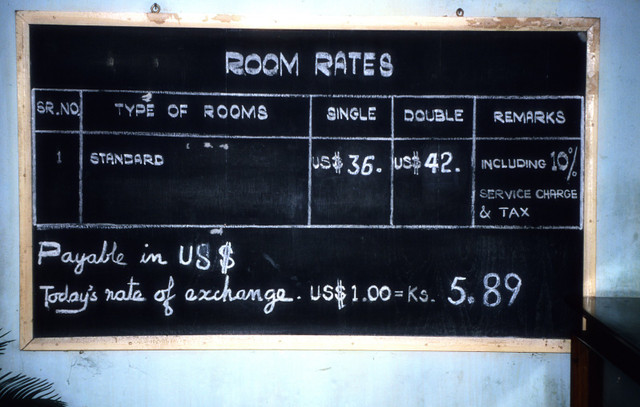 ROOM RATES
SR.NO. TYPE OF ROOMS SINGLE DOUBLE REMARKS
1 STANDARD US$ 36. US$ 42. INCLUDING 10%
SERVICE CHARGE
& TAX
Payable in US $
Today's rate of exchange. US$ 1.00 = Ks. 5.89